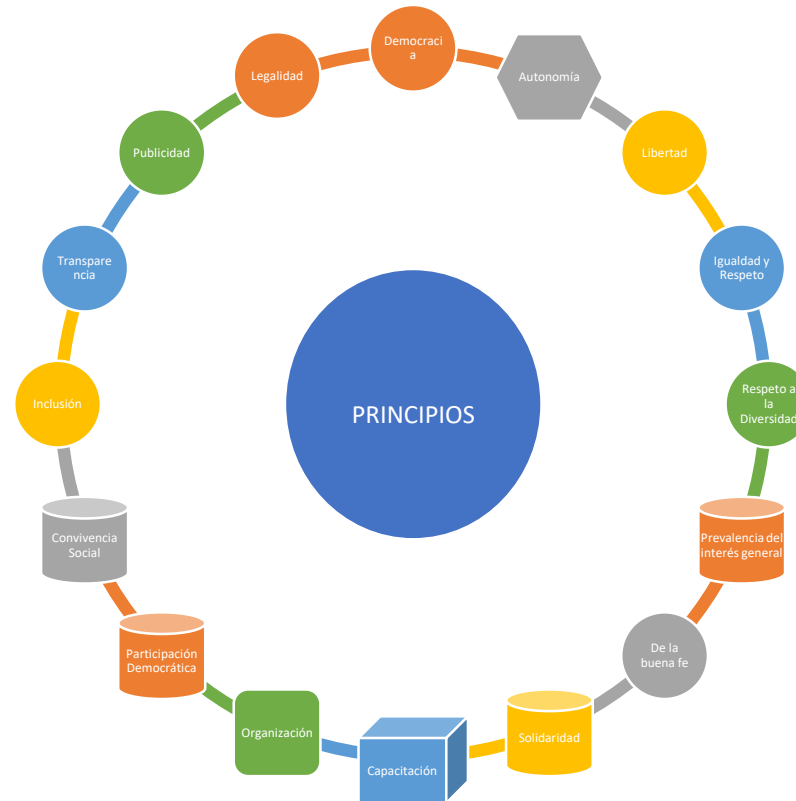 Democraci
a
Autonomía
Libertad
Igualdad y
Respeto
Respeto a
la
Diversidad
Prevalencia del
interés general
De la
buena fe
Solidaridad
Capacitación
Organización
Participación
Democrática
Convivencia
Social
Inclusión
Transpare
ncia
Publicidad
Legalidad
PRINCIPIOS